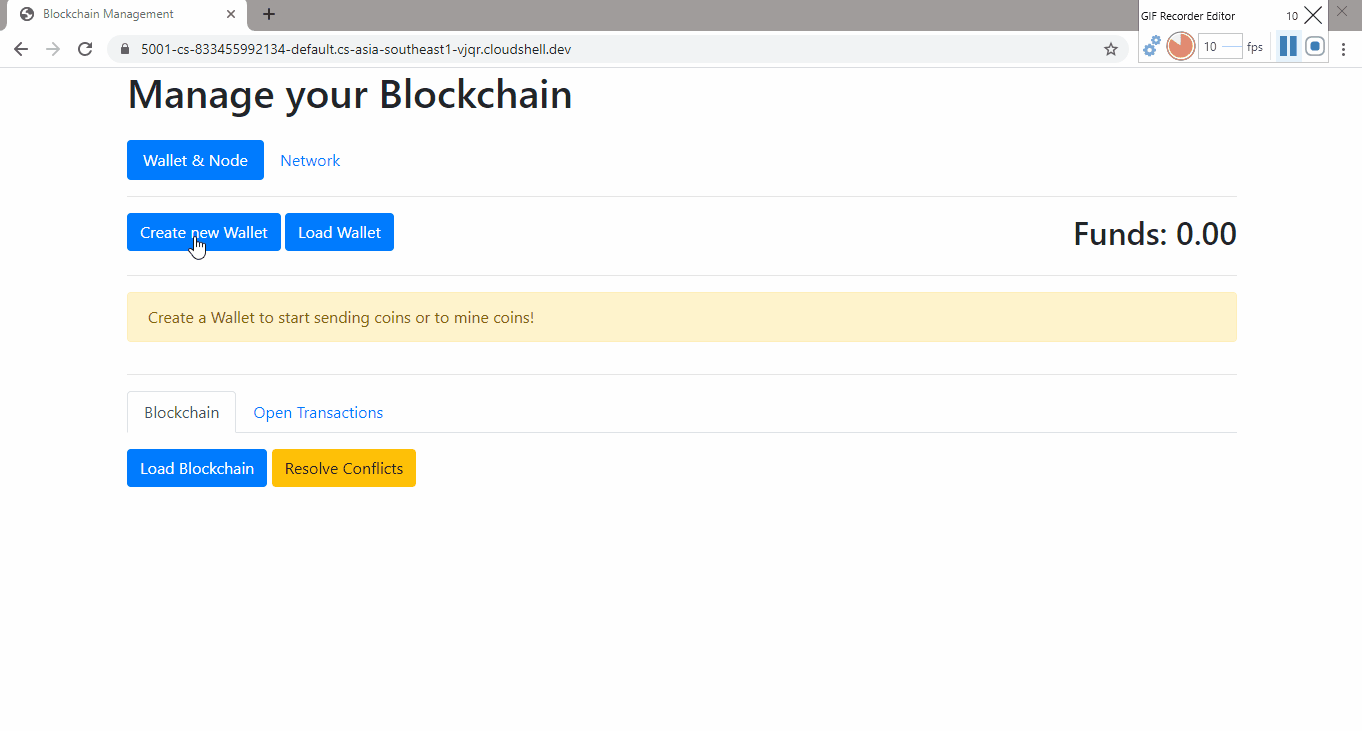 Blockchain Management
GIF Recorder Editor
10
5001-cs-833455992134-default.cs-asia-southeast1-vjqr.cloudshell.dev
10
fps
Manage your Blockchain
Wallet & Node
Network
Create new Wallet
Load Wallet
Funds: 0.00
Create a Wallet to start sending coins or to mine coins!
Blockchain
Open Transactions
Load Blockchain
Resolve Conflicts